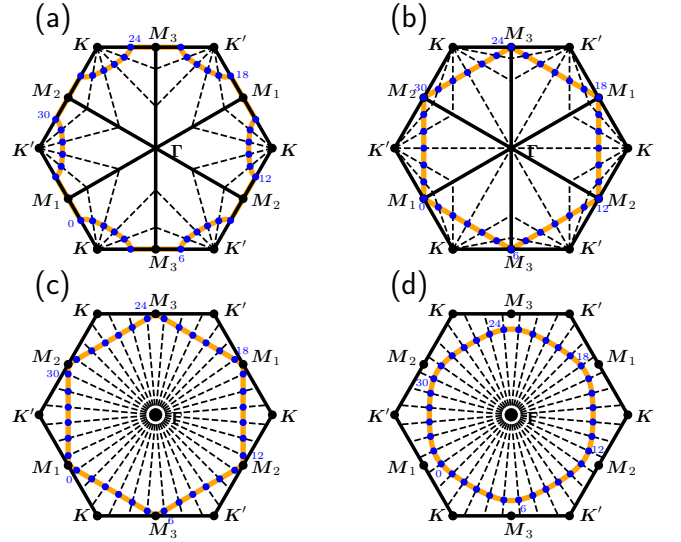 (a) (b)
K 24 M₃ K′ K 24 M₃ K′
M₂ 18 M₁ M₂ 30 18 M₁
30
K′ Γ K K′ Γ K
12
M₁ M₂ M₁ 0 12 M₂
0
6 6
K M₃ K′ K M₃ K′
(c) (d)
K 24 M₃ K′ K 24 M₃ K′
M₂ 18 M₁ M₂ 18 M₁
30 30
K′ Γ K K′ Γ K
M₁ 12 M₂ M₁ 12 M₂
0 0
6 6
K M₃ K′ K M₃ K′